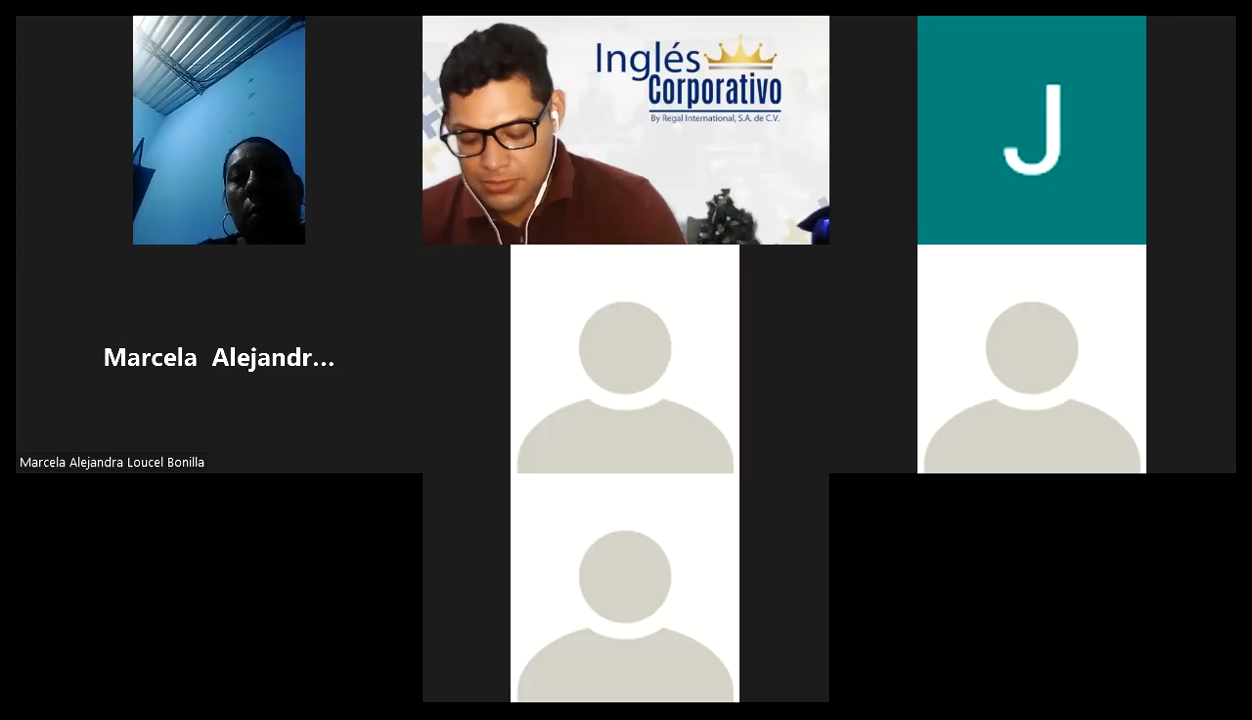 Inglés
Corporativo
By Regal International, S.A. de C.V.
J
Marcela Alejandr...
Marcela Alejandra Loucel Bonilla